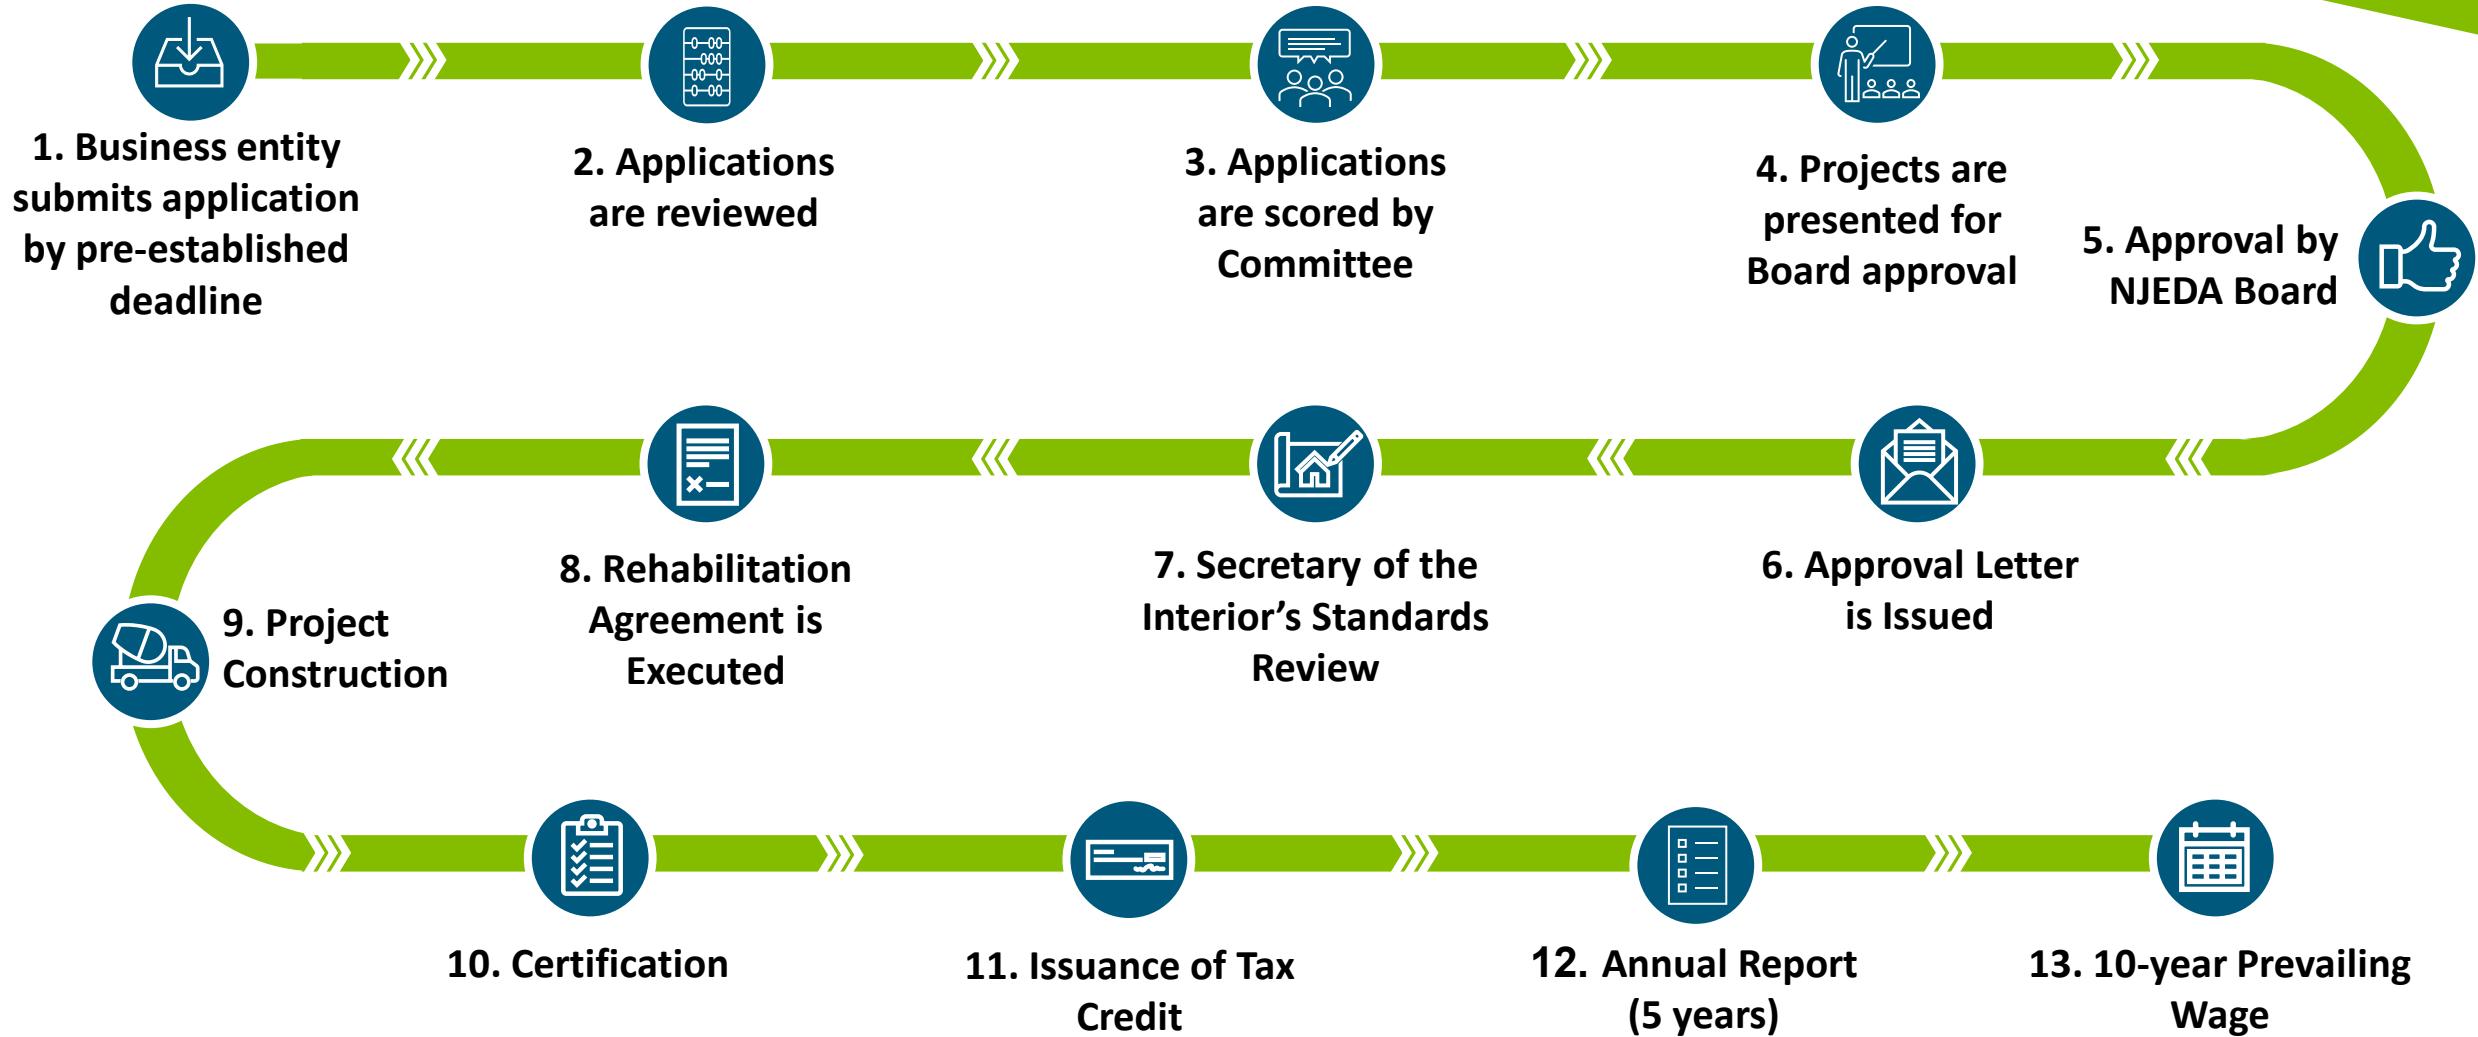 1. Business entity
submits application
by pre-established
deadline
2. Applications
are reviewed
3. Applications
are scored by
Committee
4. Projects are
presented for
Board approval
5. Approval by
NJEDA Board
6. Approval Letter
is Issued
7. Secretary of the
Interior’s Standards
Review
8. Rehabilitation
Agreement is
Executed
9. Project
Construction
10. Certification
11. Issuance of Tax
Credit
12. Annual Report
(5 years)
13. 10-year Prevailing
Wage